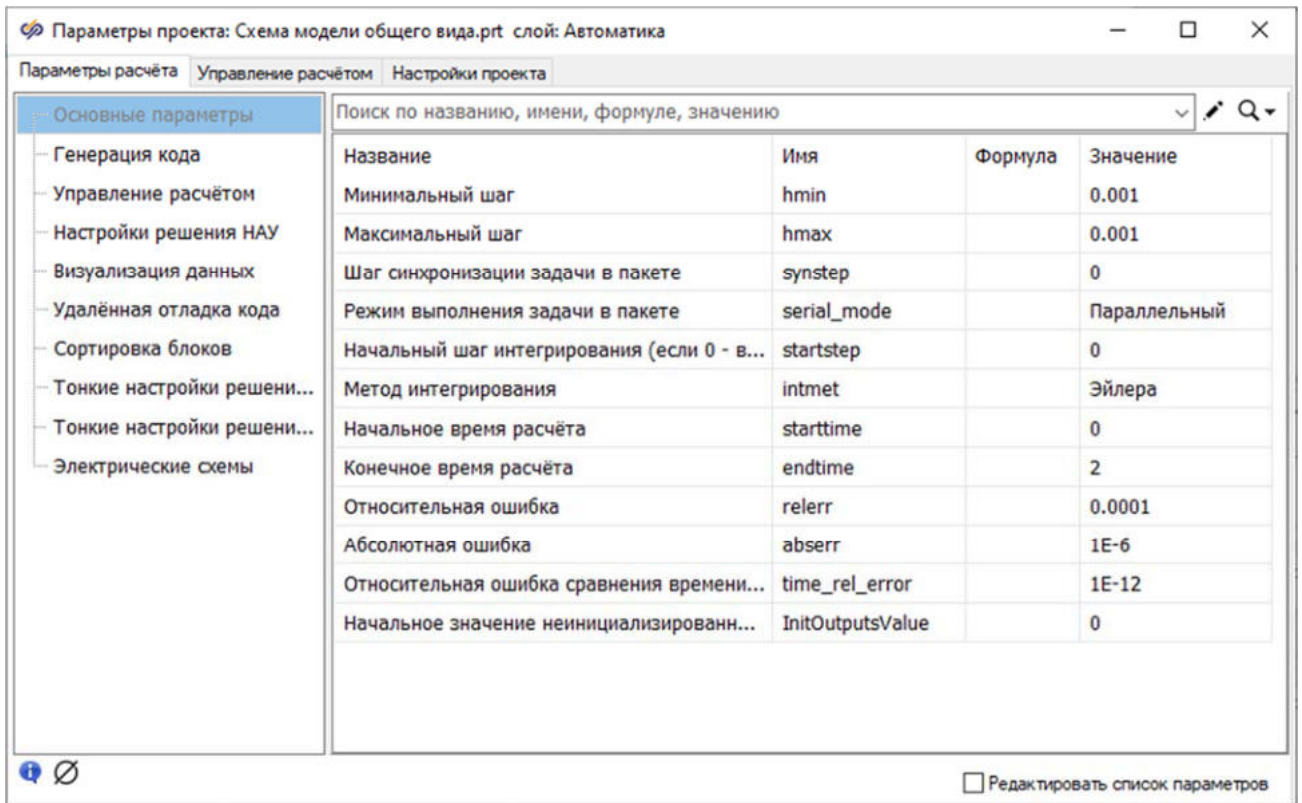 Параметры проекта: Схема модели общего вида.prt слой: Автоматика
Параметры расчёта Управление расчётом Настройки проекта
Основные параметры
Генерация кода
Управление расчётом
Настройки решения НАУ
Визуализация данных
Удалённая отладка кода
Сортировка блоков
Тонкие настройки решени...
Тонкие настройки решени...
Электрические схемы
Поиск по названию, имени, формуле, значению
Название Имя Формула Значение
Минимальный шаг hmin 0.001
Максимальный шаг hmax 0.001
Шаг синхронизации задачи в пакете synstep 0
Режим выполнения задачи в пакете serial_mode Параллельный
Начальный шаг интегрирования (если 0 - в... startstep 0
Метод интегрирования intmet Эйлера
Начальное время расчёта starttime 0
Конечное время расчёта endtime 2
Относительная ошибка relerr 0.0001
Абсолютная ошибка abserr 1E-6
Относительная ошибка сравнения времени... time_rel_error 1E-12
Начальное значение неинициализированн... InitOutputsValue 0
Редактировать список параметров